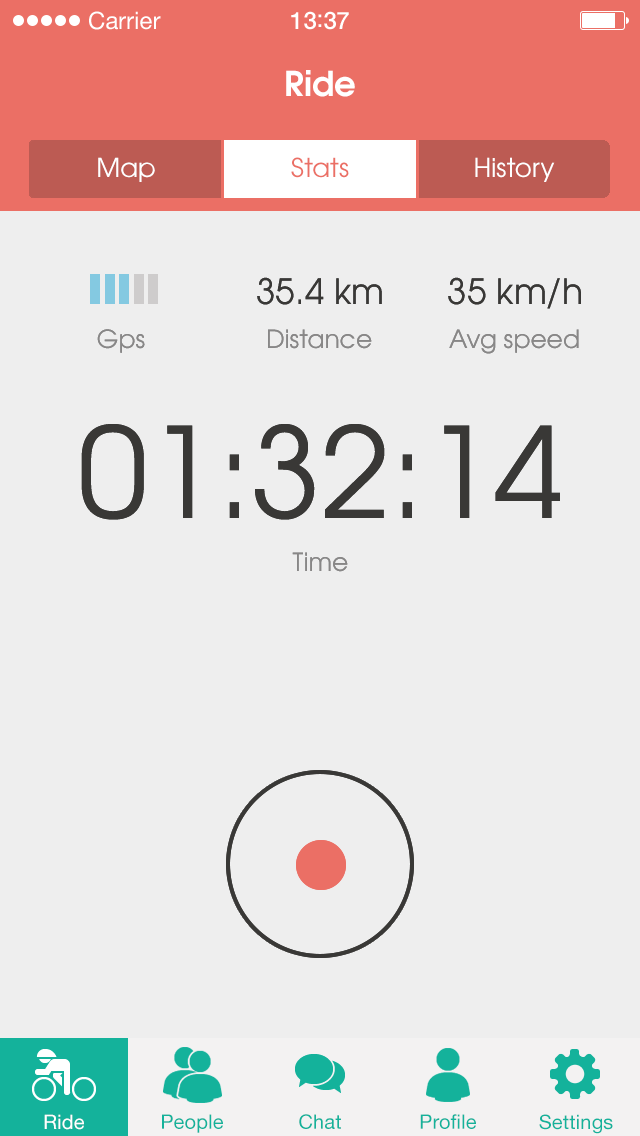 Carrier 13:37
Ride
Map Stats History
35.4 km 35 km/h
Gps Distance Avg speed
01:32:14
Time
Ride People Chat Profile Settings